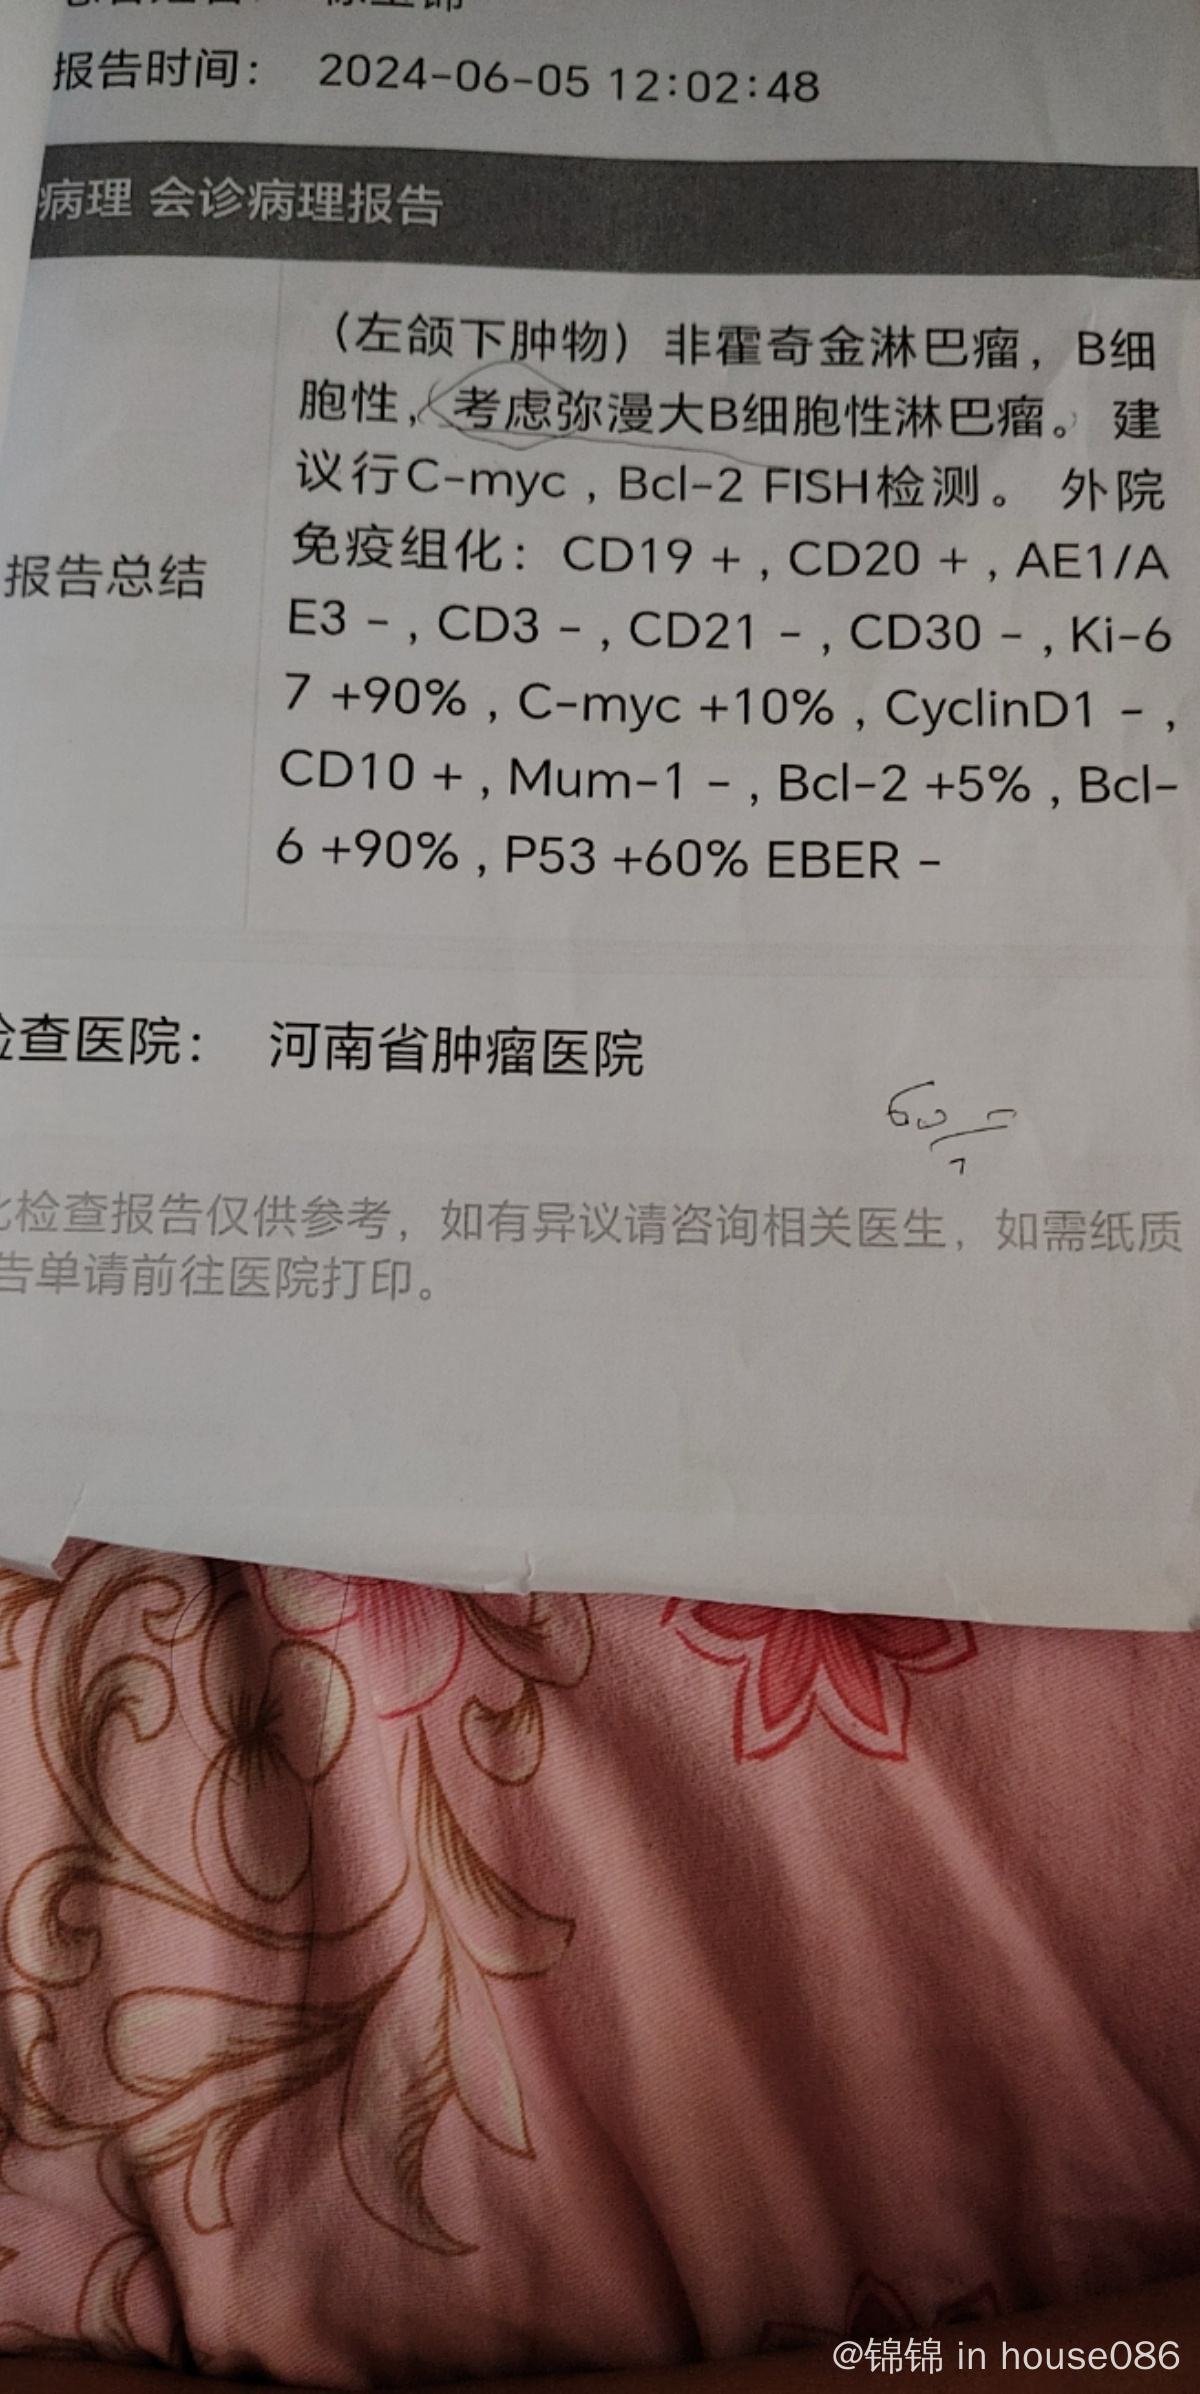 报告时间： 2024-06-05 12:02:48
病理 会诊病理报告
（左颌下肿物）非霍奇金淋巴瘤，B细
胞性，考虑弥漫大B细胞性淋巴瘤。 建
议行C-myc , Bcl-2 FISH检测。 外院
免疫组化： CD19 + , CD20 + , AE1/A
E3 - , CD3 - , CD21 - , CD30 - , Ki-6
7 +90% , C-myc +10% , CyclinD1 - ,
CD10 + , Mum-1 - , Bcl-2 +5% , Bcl-
6 +90% , P53 +60% EBER -
报告总结
检查医院： 河南省肿瘤医院
检查报告仅供参考，如有异议请咨询相关医生，如需纸质
告单请前往医院打印。
@锦锦 in house086